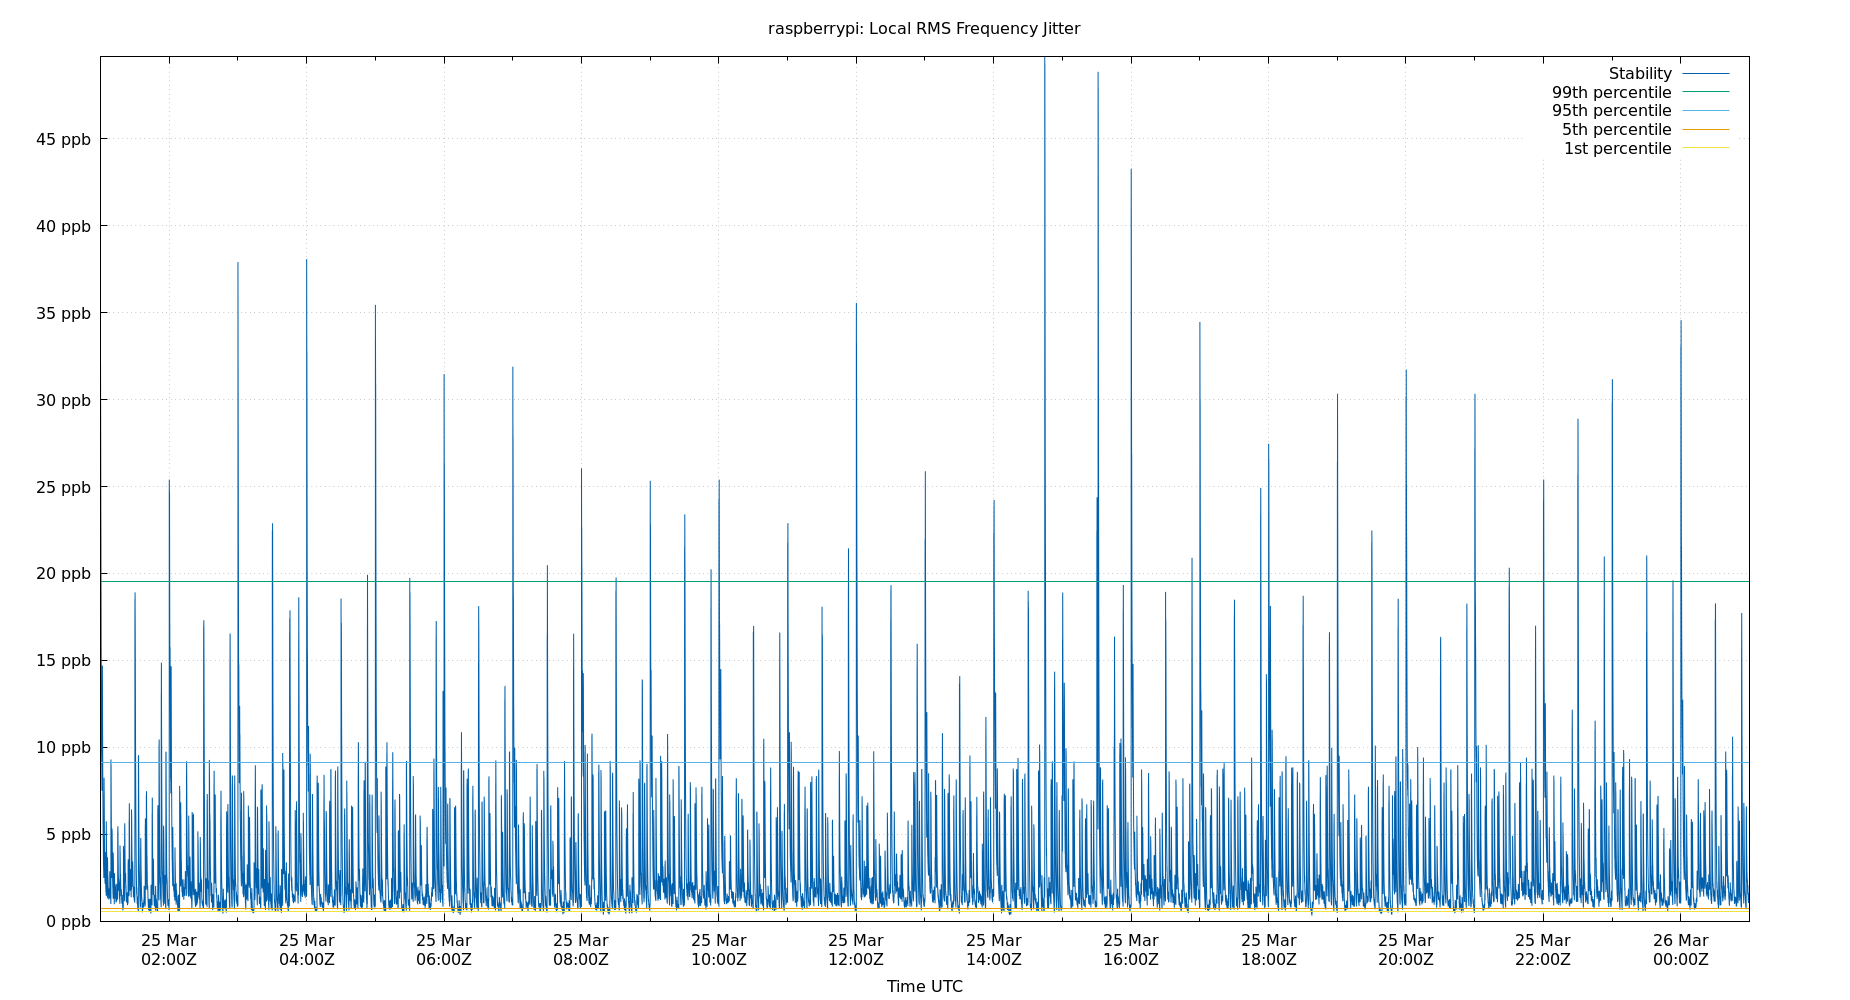 raspberrypi: Local RMS Frequency Jitter
Stability
99th percentile
95th percentile
5th percentile
1st percentile
45 ppb
40 ppb
35 ppb
30 ppb
25 ppb
20 ppb
15 ppb
10 ppb
5 ppb
0 ppb
25 Mar 25 Mar 25 Mar 25 Mar 25 Mar 25 Mar 25 Mar 25 Mar 25 Mar 25 Mar 25 Mar 26 Mar
02:00Z 04:00Z 06:00Z 08:00Z 10:00Z 12:00Z 14:00Z 16:00Z 18:00Z 20:00Z 22:00Z 00:00Z
Time UTC